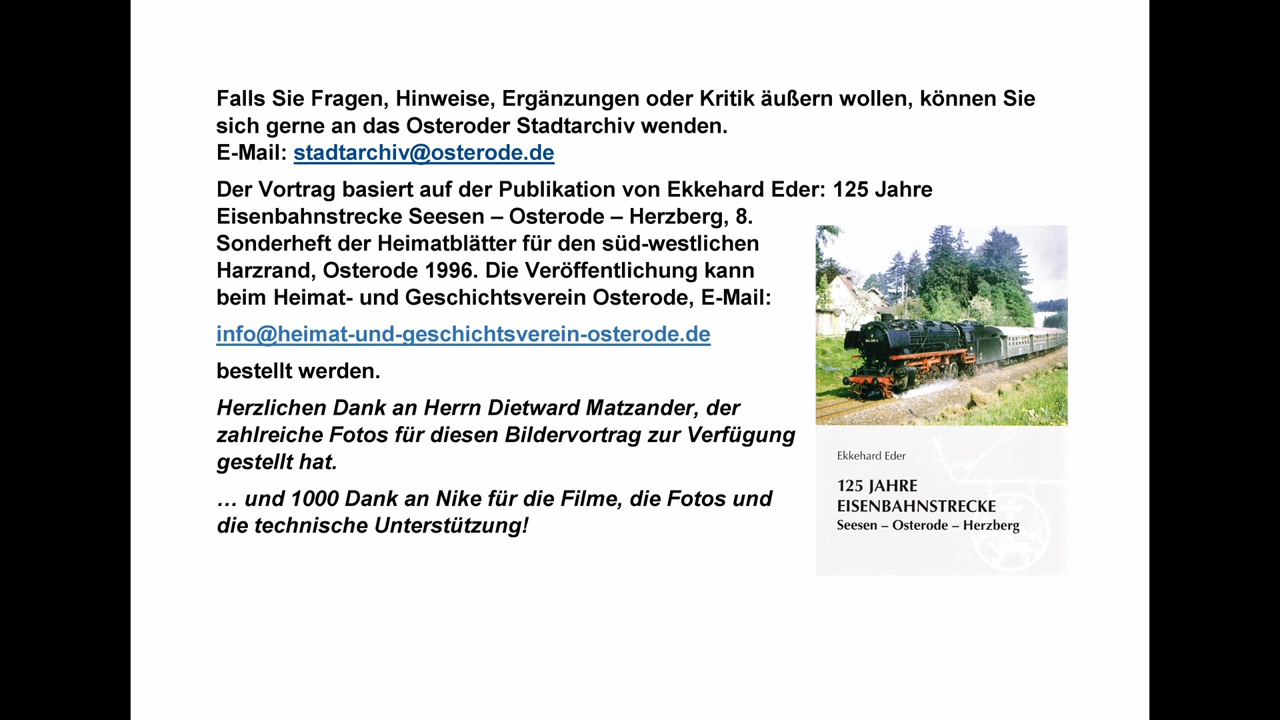 Falls Sie Fragen, Hinweise, Ergänzungen oder Kritik äußern wollen, können Sie
sich gerne an das Osteroder Stadtarchiv wenden.
E-Mail: stadtarchiv@osterode.de
Der Vortrag basiert auf der Publikation von Ekkehard Eder: 125 Jahre
Eisenbahnstrecke Seesen – Osterode – Herzberg, 8.
Sonderheft der Heimatblätter für den süd-westlichen
Harzrand, Osterode 1996. Die Veröffentlichung kann
beim Heimat- und Geschichtsverein Osterode, E-Mail:
info@heimat-und-geschichtsverein-osterode.de
bestellt werden.
Herzlichen Dank an Herrn Dietward Matzander, der
zahlreiche Fotos für diesen Bildervortrag zur Verfügung
gestellt hat.
… und 1000 Dank an Nike für die Filme, die Fotos und
die technische Unterstützung!
Ekkehard Eder
125 JAHRE
EISENBAHNSTRECKE
Seesen – Osterode – Herzberg